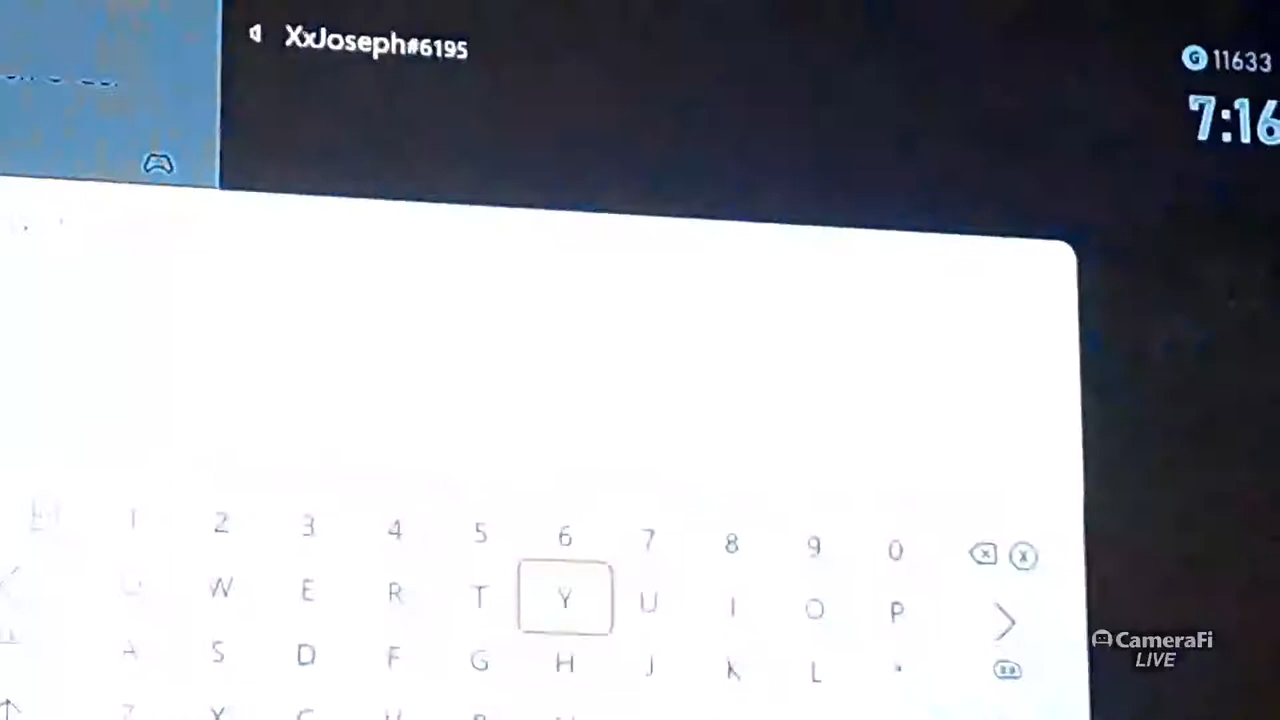 XxJoseph#6195
G 11633
7:16
1 2 3 4 5 6 7 8 9 0
W E R T Y U I O P
A S D F G H J K L
CameraFi
LIVE